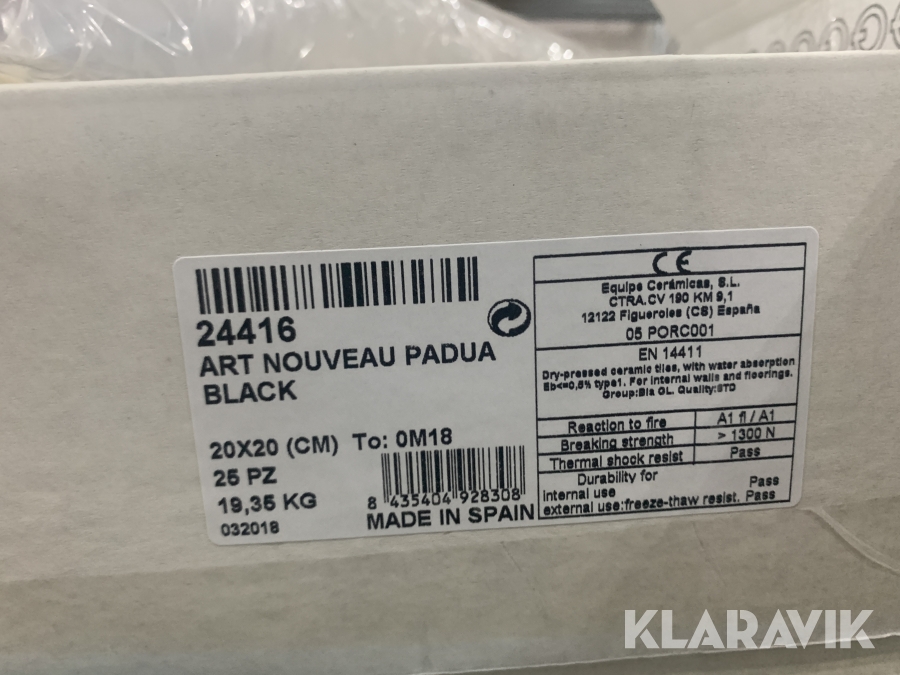 24416
ART NOUVEAU PADUA
BLACK
20X20 (CM) To: 0M18
25 PZ
19,35 KG
032018
8 435404 928308
MADE IN SPAIN
CE
Equipe Cerámicas, S.L.
CTRA.CV 190 KM 9,1
12122 Figueroles (CS) España
05 PORC001
EN 14411
Dry-pressed ceramic tiles, with water absorption
Eb<=0,5% type1. For internal walls and floorings.
Group:BIa GL. Quality:STD
Reaction to fire A1 fl / A1
Breaking strength > 1300 N
Thermal shock resist Pass
Durability for
internal use Pass
external use:freeze-thaw resist. Pass
KLARAVIK